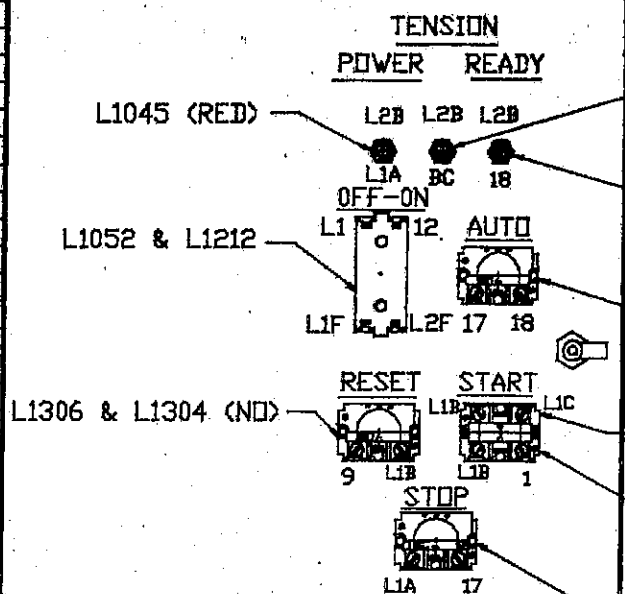 TENSION
POWER READY
L1045 (RED) L2B L2B L2B
L1A BC 18
OFF-ON
L1 12 AUTO
L1052 & L1212
L1F L2F 17 18
RESET START
L1306 & L1304 (NO) L1B L1C
9 L1B L1B 1
STOP
L1A 17